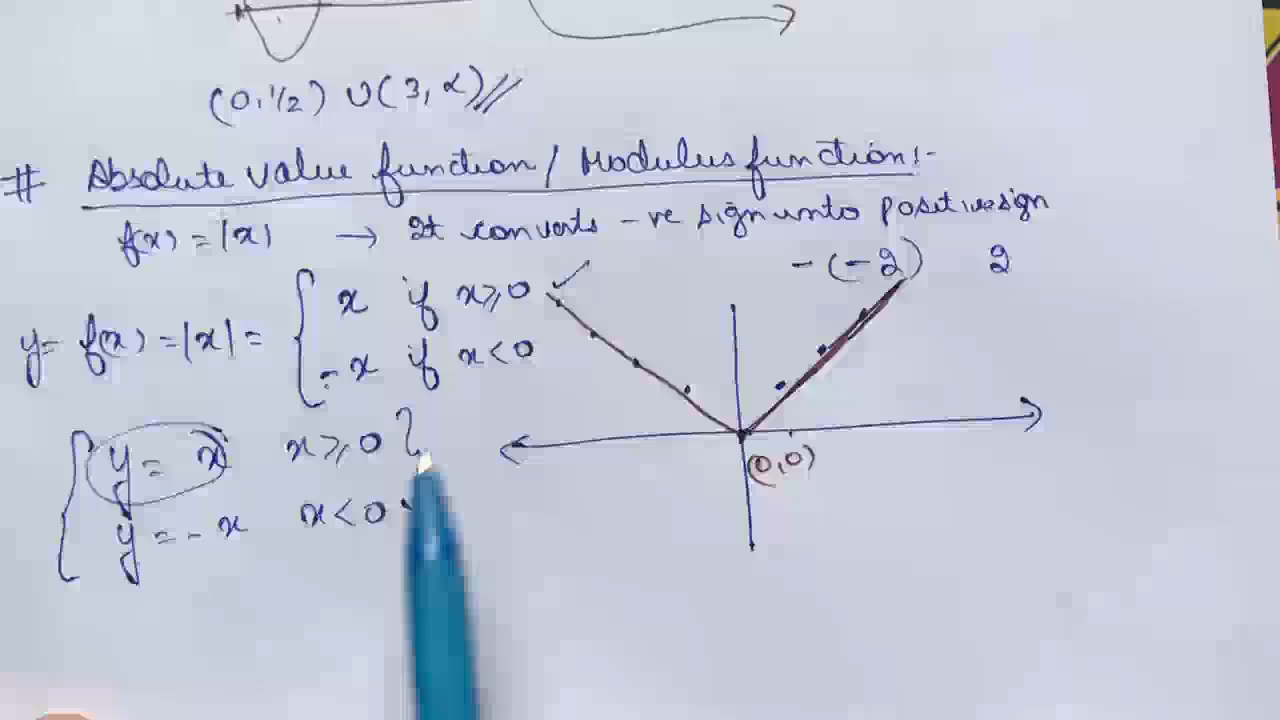 (0,1/2) ∪ (3, ∝)//
# Absolute value function / Modulus function:-
f(x) = |x| → It converts -ve sign unto positive sign
-(-2) 2
y = f(x) = |x| = { x if x ≥ 0 ✓
-x if x < 0
{ y = x x ≥ 0 }
y = -x x < 0
(0,0)